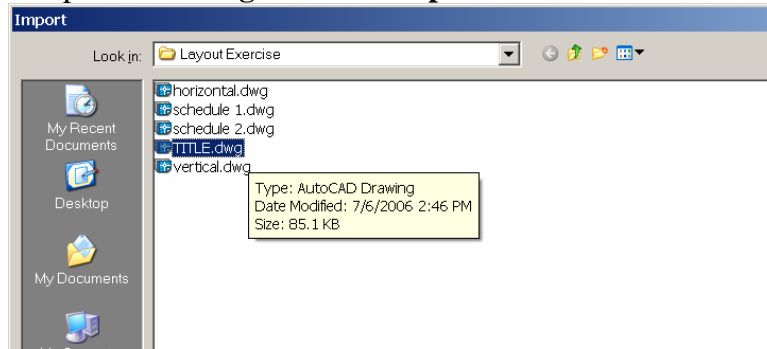 Import
Look in: Layout Exercise
My Recent
Documents
Desktop
My Documents
horizontal.dwg
schedule 1.dwg
schedule 2.dwg
TITLE.dwg
vertical.dwg
Type: AutoCAD Drawing
Date Modified: 7/6/2006 2:46 PM
Size: 85.1 KB